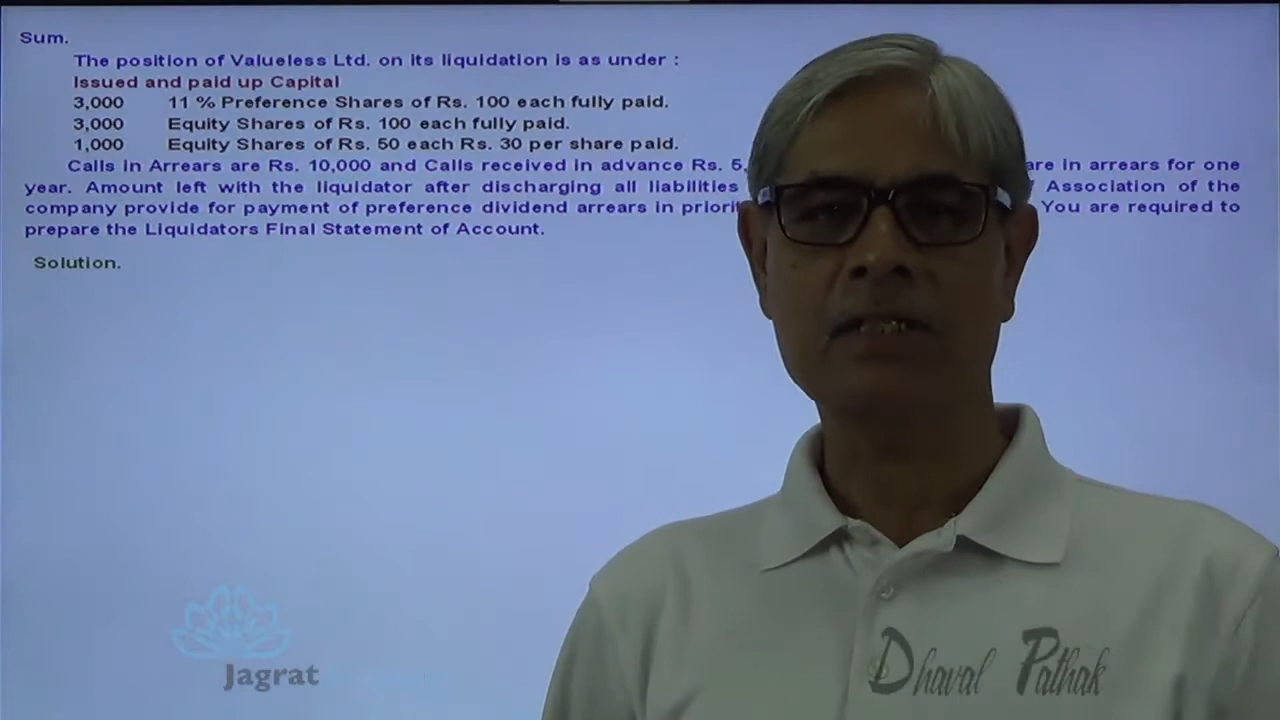 Sum.
The position of Valueless Ltd. on its liquidation is as under :
Issued and paid up Capital
3,000 11 % Preference Shares of Rs. 100 each fully paid.
3,000 Equity Shares of Rs. 100 each fully paid.
1,000 Equity Shares of Rs. 50 each Rs. 30 per share paid.
Calls in Arrears are Rs. 10,000 and Calls received in advance Rs. are in arrears for one
year. Amount left with the liquidator after discharging all liabilities Association of the
company provide for payment of preference dividend arrears in You are required to
prepare the Liquidators Final Statement of Account.
Solution.
Jagrat
Dhaval Pathak